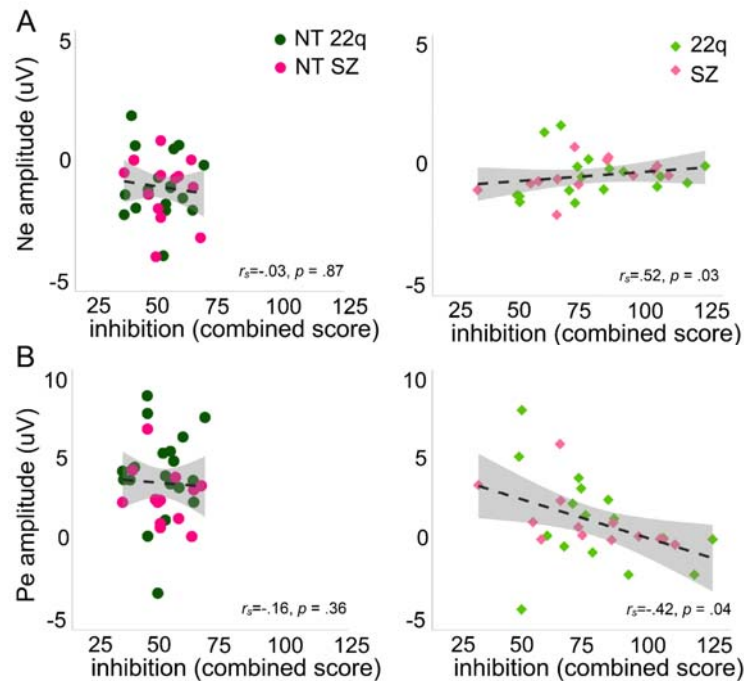 A
NT 22q
NT SZ
22q
SZ
Ne amplitude (uV)
5
0
-5
5
0
-5
rs=-.03, p = .87
rs=.52, p = .03
25 50 75 100 125
25 50 75 100 125
inhibition (combined score)
inhibition (combined score)
B
Pe amplitude (uV)
10
5
0
-5
10
5
0
-5
rs=-.16, p = .36
rs=-.42, p = .04
25 50 75 100 125
25 50 75 100 125
inhibition (combined score)
inhibition (combined score)